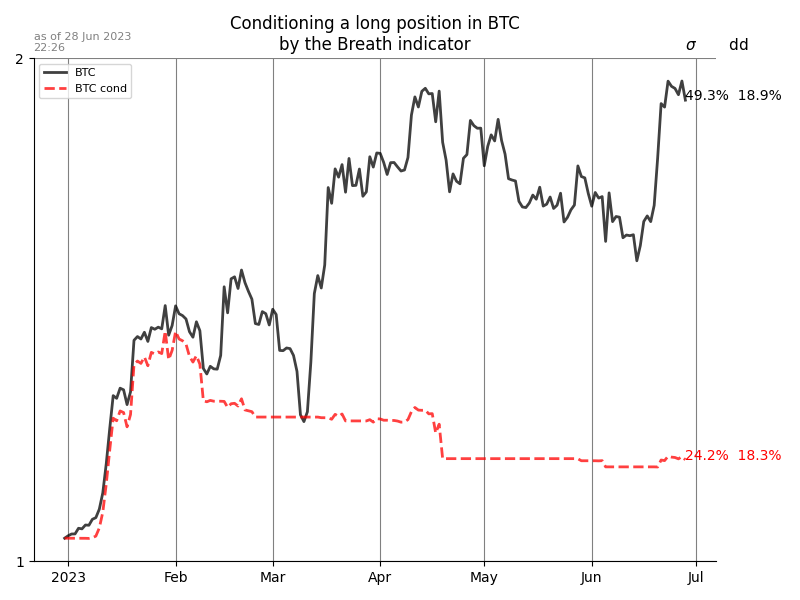 Conditioning a long position in BTC
by the Breath indicator
as of 28 Jun 2023
22:26
σ dd
2
BTC
BTC cond
49.3% 18.9%
24.2% 18.3%
1
2023 Feb Mar Apr May Jun Jul